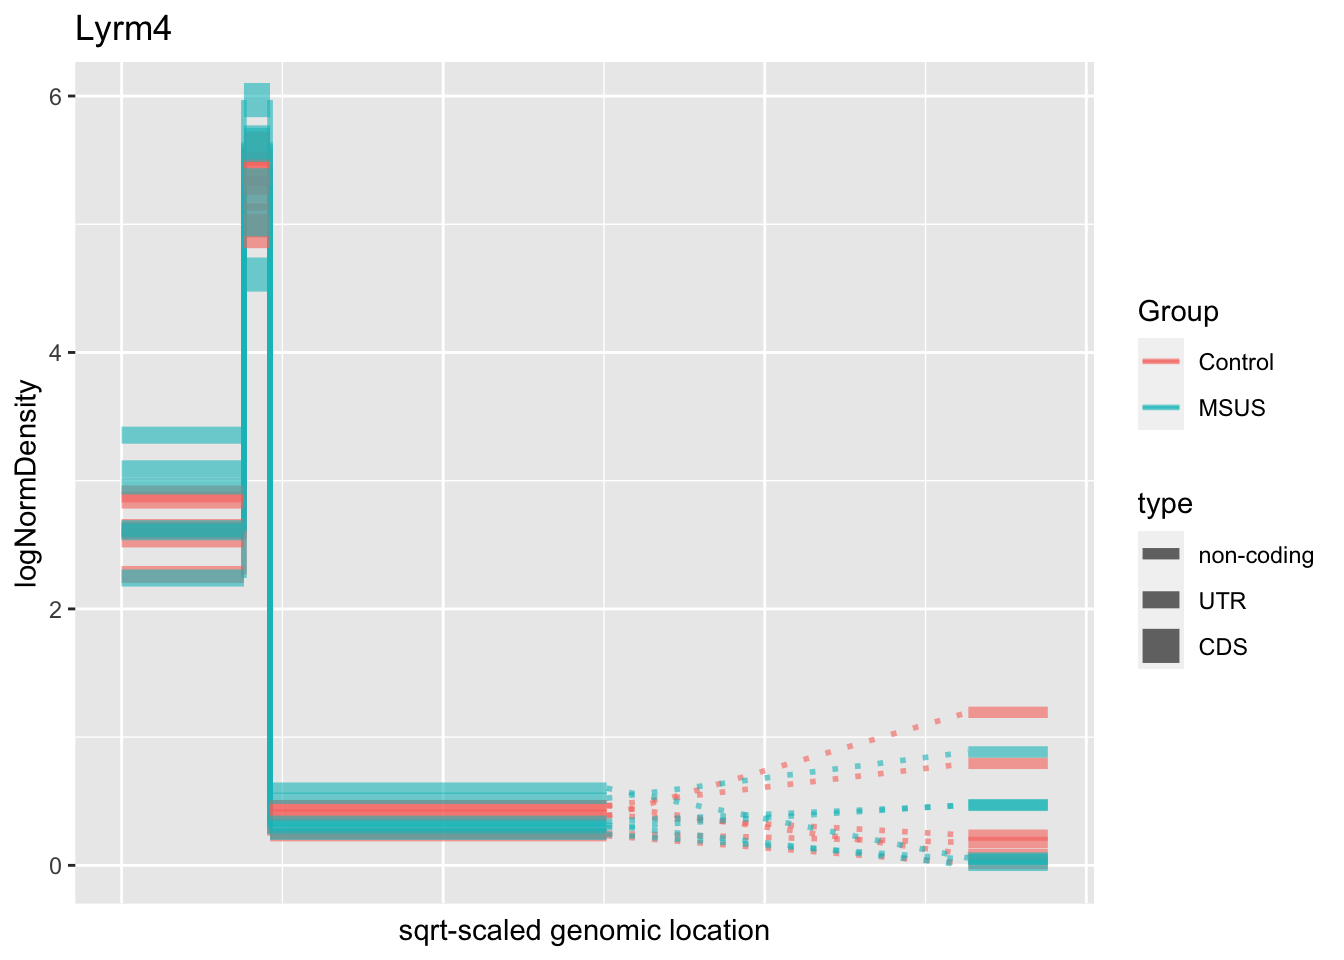 Lyrm4
6
4
2
0
logNormDensity
sqrt-scaled genomic location
Group
Control
MSUS
type
non-coding
UTR
CDS